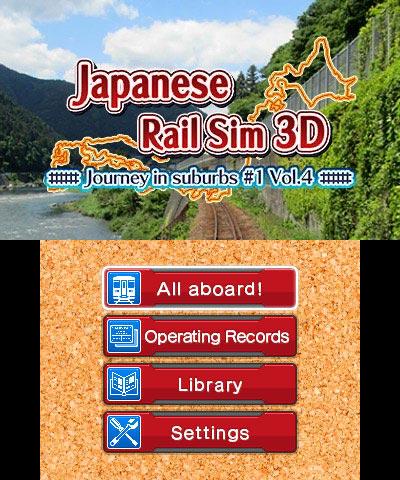 Japanese
Rail Sim 3D
Journey in suburbs #1 Vol.4
All aboard!
Operating Records
Library
Settings